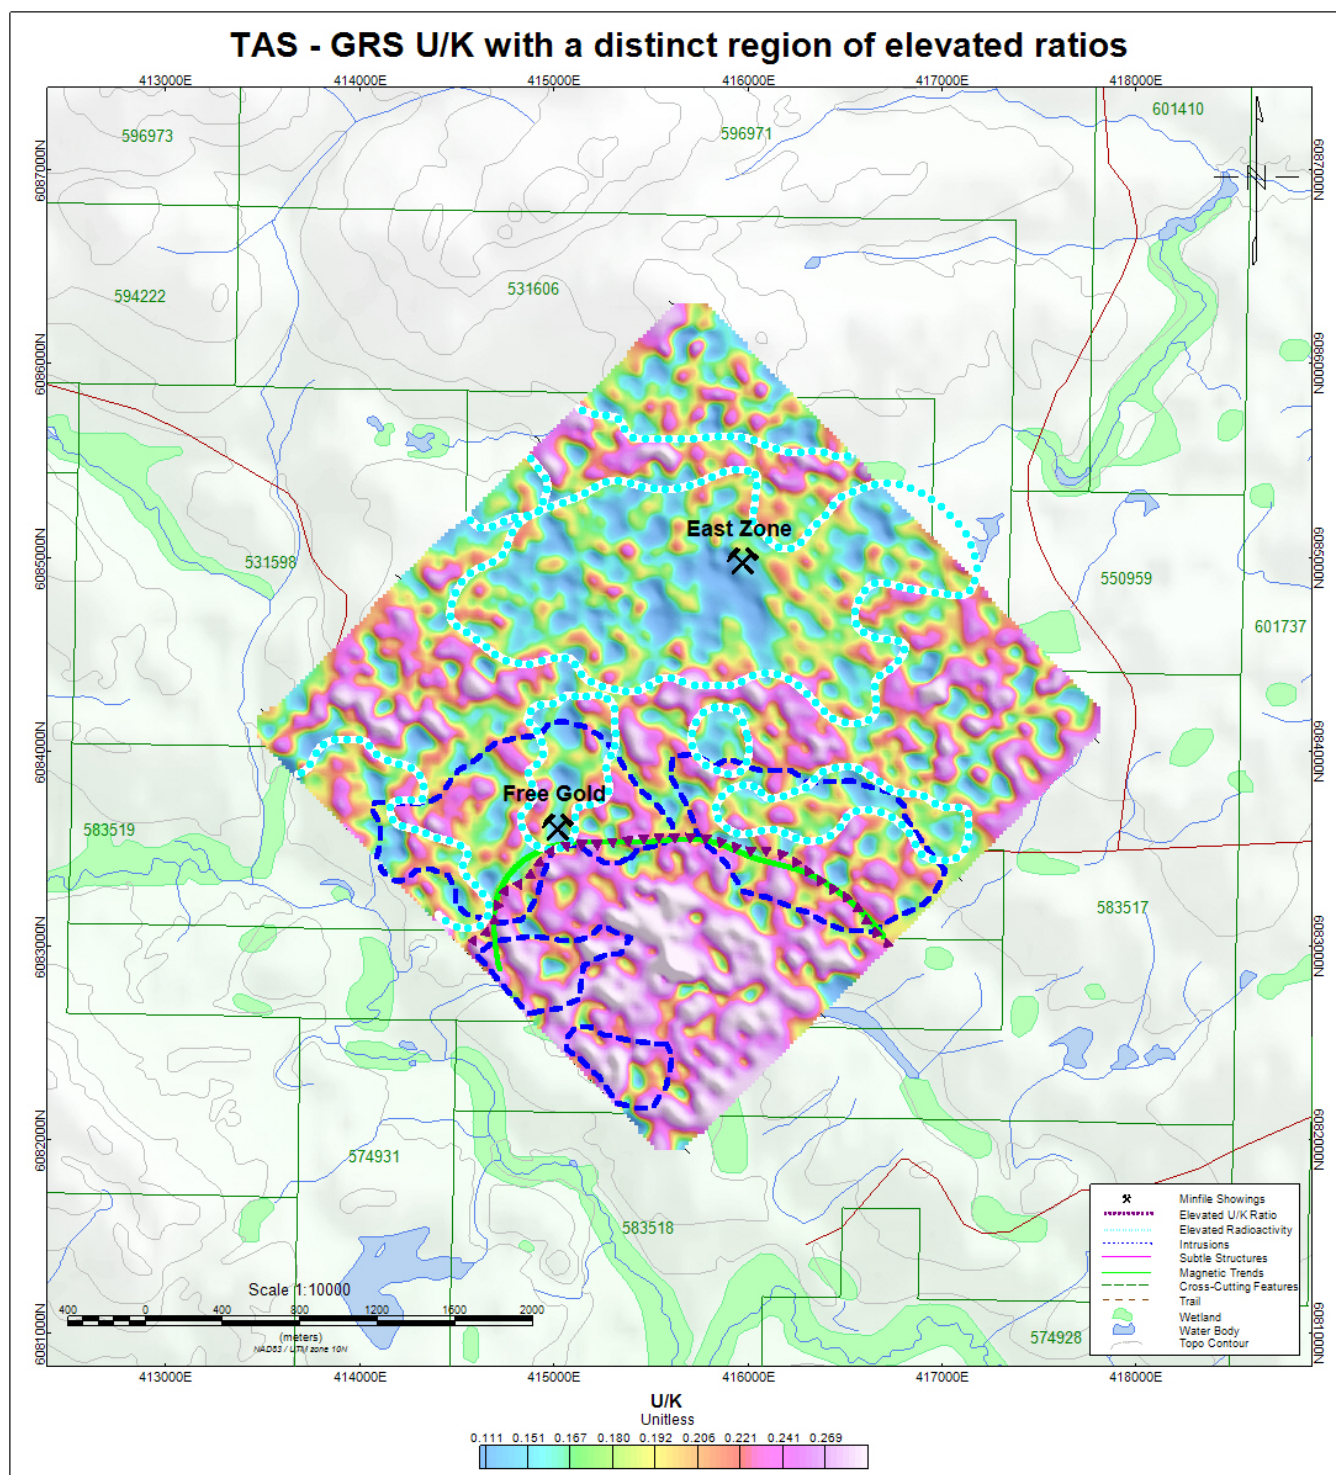 TAS - GRS U/K with a distinct region of elevated ratios
413000E 414000E 415000E 416000E 417000E 418000E
6087000N 6087000N
6086000N 6086000N
6085000N 6085000N
6084000N 6084000N
6083000N 6083000N
6082000N 6082000N
6081000N 6081000N
596973
596971
601410
N
594222
531606
East Zone
531598
550959
601737
Free Gold
583519
583517
574931
583518
574928
Minfile Showings
Elevated U/K Ratio
Elevated Radioactivity
Intrusions
Subtle Structures
Magnetic Trends
Cross-Cutting Features
Trail
Wetland
Water Body
Topo Contour
Scale 1:10000
400 0 400 800 1200 1600 2000
(meters)
NAD83 / UTM zone 10N
413000E 414000E 415000E 416000E 417000E 418000E
U/K
Unitless
0.111 0.151 0.167 0.180 0.192 0.206 0.221 0.241 0.269